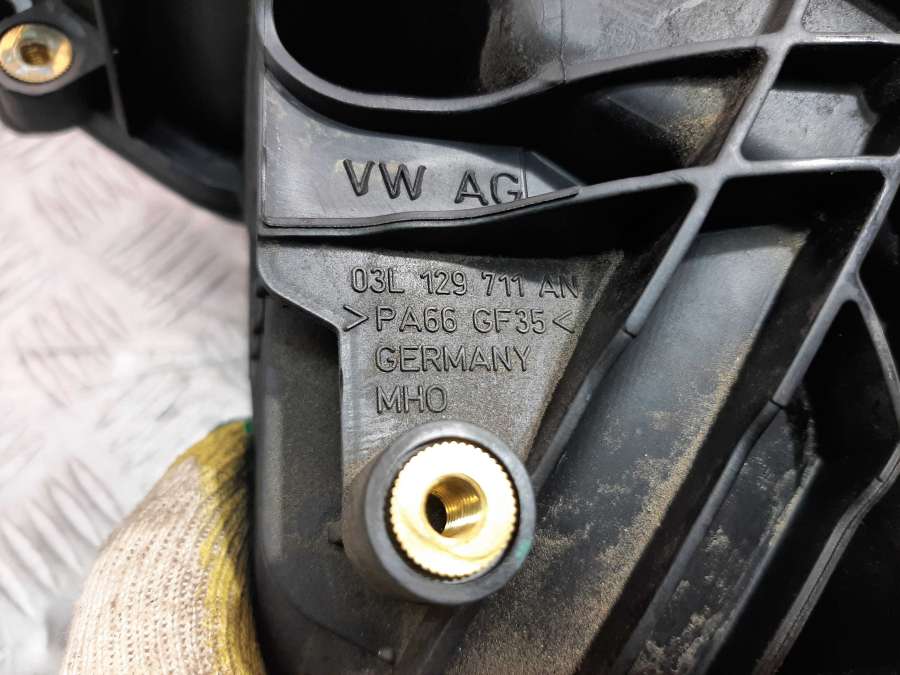 VW AG
03L 129 711 AN
>PA66 GF35<
GERMANY
MHO